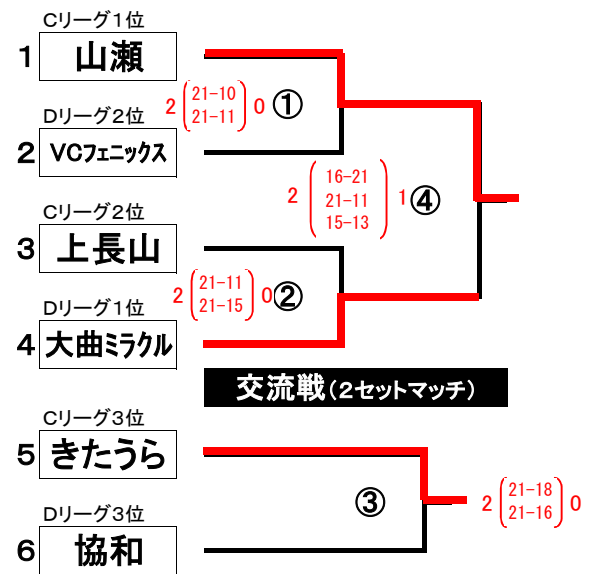 Cリーグ1位
1 山瀬
2 21-10 0 ①
21-11
Dリーグ2位
2 VCフェニックス
2 16-21 1 ④
21-11
15-13
Cリーグ2位
3 上長山
2 21-11 0 ②
21-15
Dリーグ1位
4 大曲ミラクル
交流戦(2セットマッチ)
Cリーグ3位
5 きたうら
③
2 21-18 0
21-16
Dリーグ3位
6 協和